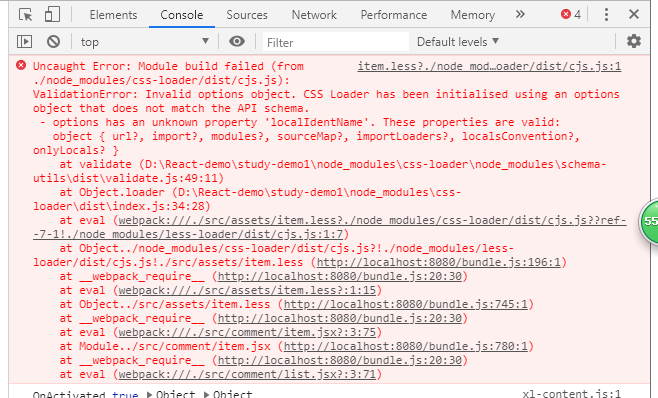 Elements Console Sources Network Performance Memory » 4
top Filter Default levels
Uncaught Error: Module build failed (from item.less?./node_mod…oader/dist/cjs.js:1
./node_modules/css-loader/dist/cjs.js):
ValidationError: Invalid options object. CSS Loader has been initialised using an options
object that does not match the API schema.
- options has an unknown property 'localIdentName'. These properties are valid:
object { url?, import?, modules?, sourceMap?, importLoaders?, localsConvention?,
onlyLocals? }
at validate (D:\React-demo\study-demo1\node_modules\css-loader\node_modules\schema-
utils\dist\validate.js:49:11)
at Object.loader (D:\React-demo\study-demo1\node_modules\css-
loader\dist\index.js:34:28)
at eval (webpack:///./src/assets/item.less?./node_modules/css-loader/dist/cjs.js??ref-
-7-1!./node_modules/less-loader/dist/cjs.js:1:7)
at Object../node_modules/css-loader/dist/cjs.js?!./node_modules/less-
loader/dist/cjs.js!./src/assets/item.less (http://localhost:8080/bundle.js:196:1)
at __webpack_require__ (http://localhost:8080/bundle.js:20:30)
at eval (webpack:///./src/assets/item.less?:1:15)
at Object../src/assets/item.less (http://localhost:8080/bundle.js:745:1)
at __webpack_require__ (http://localhost:8080/bundle.js:20:30)
at eval (webpack:///./src/comment/item.jsx?:3:75)
at Module../src/comment/item.jsx (http://localhost:8080/bundle.js:780:1)
at __webpack_require__ (http://localhost:8080/bundle.js:20:30)
at eval (webpack:///./src/comment/list.jsx?:3:71)
OnActivated true Object Object xl-content.js:1
55